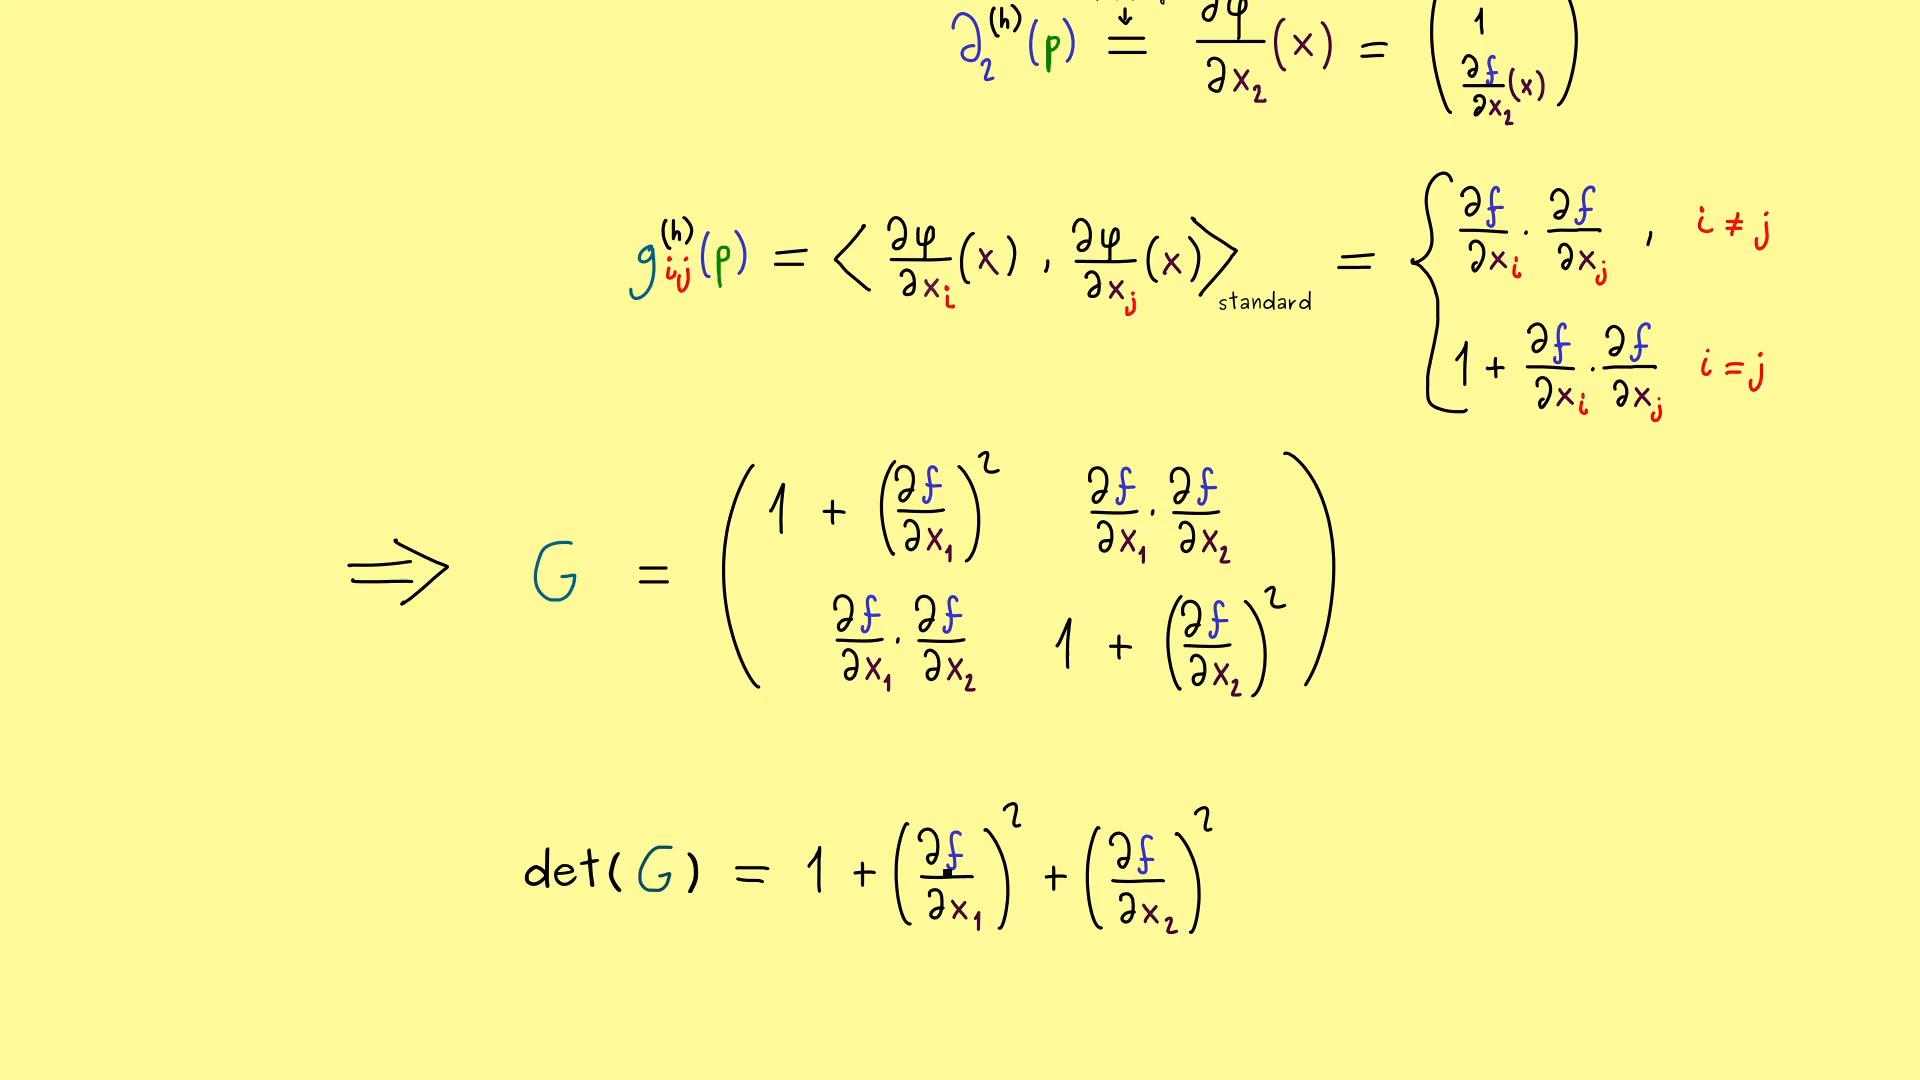 ∂₂⁽ʰ⁾(p) = ∂φ/∂x₂ (x) = ( 1 ∂f/∂x₂ (x) )
g_ij⁽ʰ⁾(p) = ⟨ ∂φ/∂x_i (x) , ∂φ/∂x_j (x) ⟩ standard = { ∂f/∂x_i · ∂f/∂x_j , i ≠ j
1 + ∂f/∂x_i · ∂f/∂x_j i = j
⇒ G = ( 1 + (∂f/∂x₁)² ∂f/∂x₁ · ∂f/∂x₂
∂f/∂x₁ · ∂f/∂x₂ 1 + (∂f/∂x₂)² )
det(G) = 1 + (∂f/∂x₁)² + (∂f/∂x₂)²